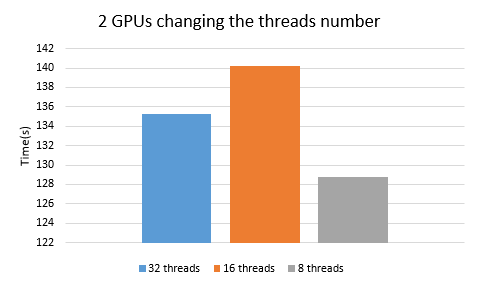 2 GPUs changing the threads number
142
140
138
136
134
132
130
128
126
124
122
Time(s)
32 threads
16 threads
8 threads